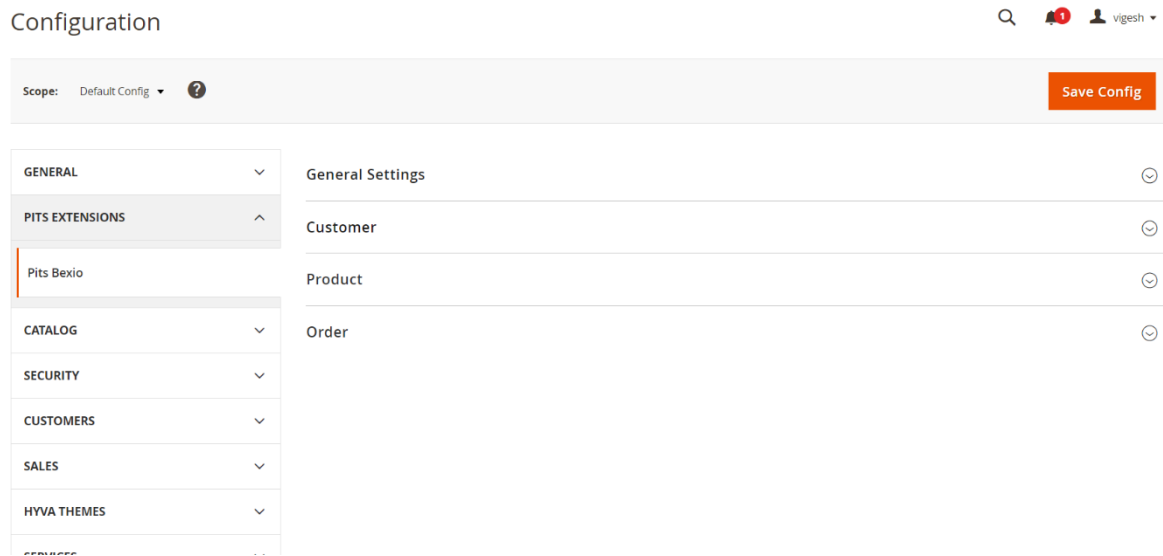 Configuration
1
vigesh
Scope:
Default Config
?
Save Config
GENERAL
PITS EXTENSIONS
Pits Bexio
CATALOG
SECURITY
CUSTOMERS
SALES
HYVA THEMES
SERVICES
General Settings
Customer
Product
Order